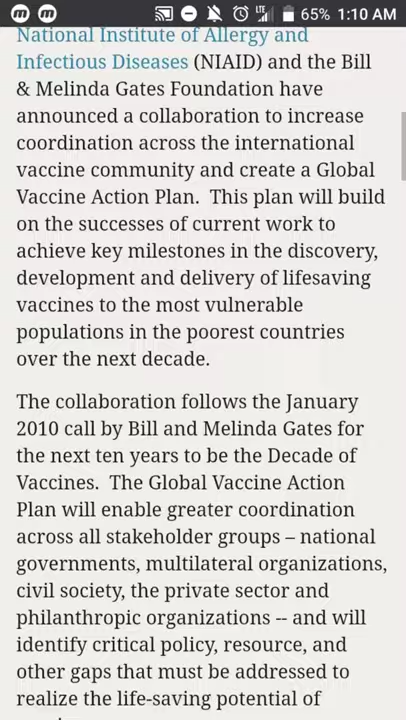 65% 1:10 AM
National Institute of Allergy and
Infectious Diseases (NIAID) and the Bill
& Melinda Gates Foundation have
announced a collaboration to increase
coordination across the international
vaccine community and create a Global
Vaccine Action Plan.  This plan will build
on the successes of current work to
achieve key milestones in the discovery,
development and delivery of lifesaving
vaccines to the most vulnerable
populations in the poorest countries
over the next decade.
The collaboration follows the January
2010 call by Bill and Melinda Gates for
the next ten years to be the Decade of
Vaccines.  The Global Vaccine Action
Plan will enable greater coordination
across all stakeholder groups – national
governments, multilateral organizations,
civil society, the private sector and
philanthropic organizations -- and will
identify critical policy, resource, and
other gaps that must be addressed to
realize the life-saving potential of